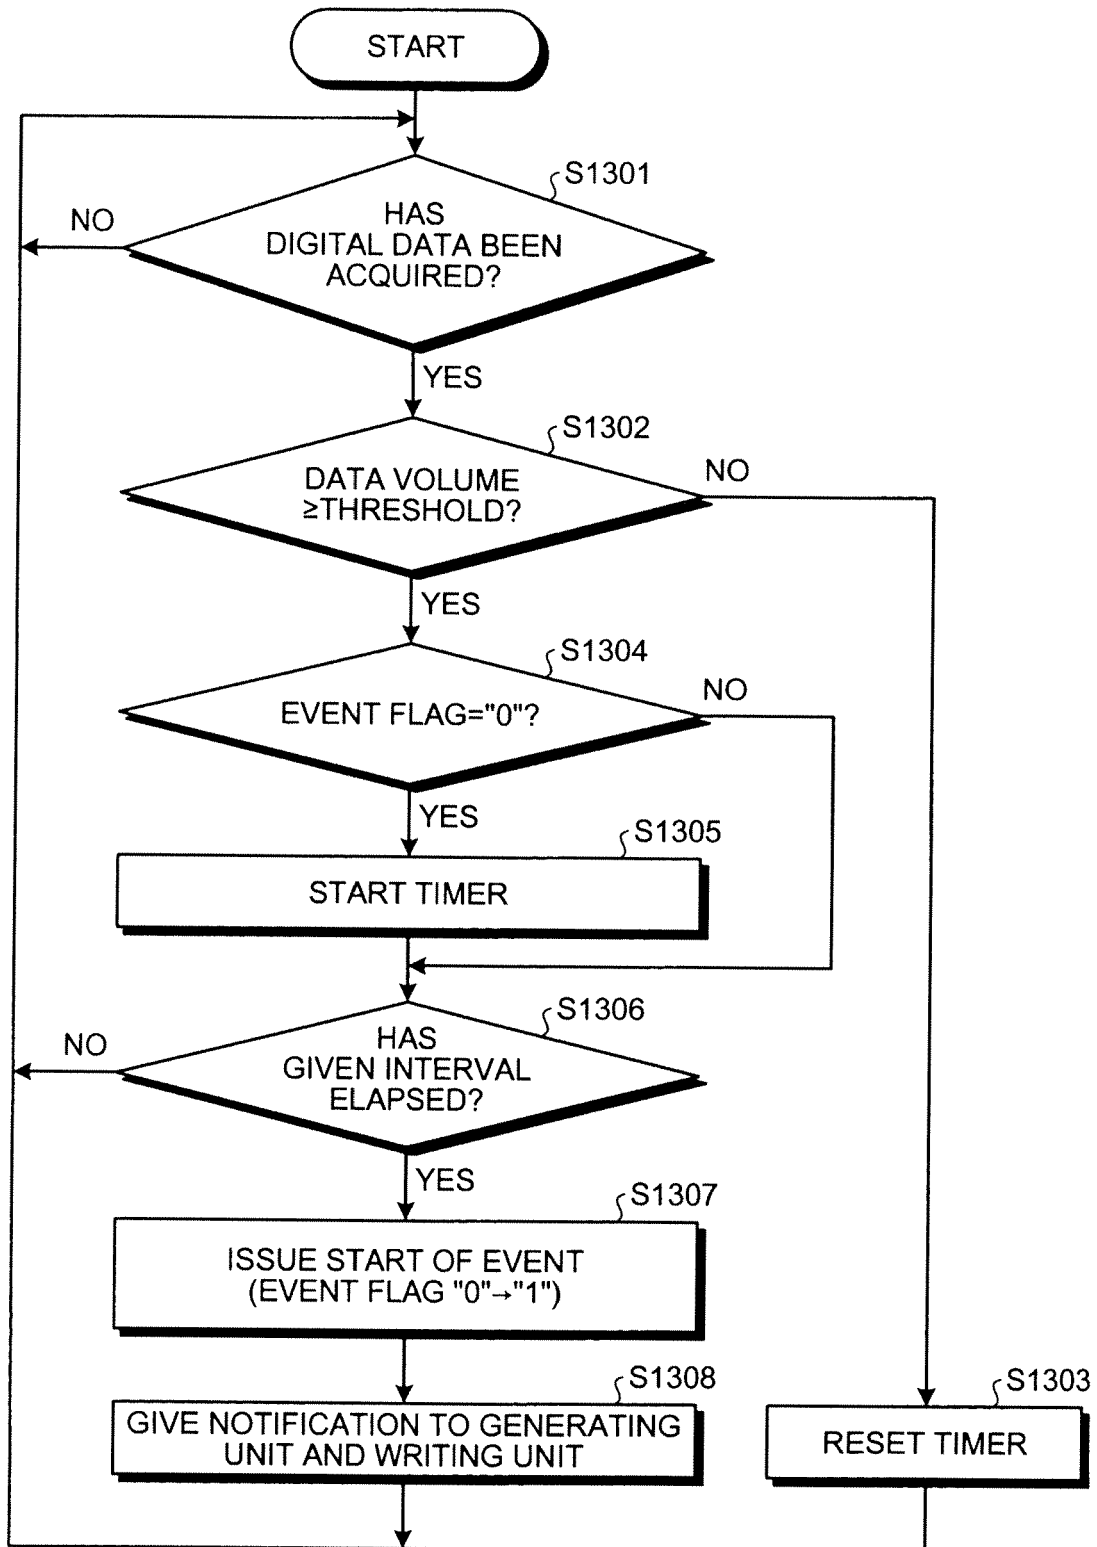 START
S1301
HAS
DIGITAL DATA BEEN
ACQUIRED?
NO
YES
S1302
DATA VOLUME
≥THRESHOLD?
NO
YES
S1304
EVENT FLAG="0"?
NO
YES
S1305
START TIMER
S1306
HAS
GIVEN INTERVAL
ELAPSED?
NO
YES
S1307
ISSUE START OF EVENT
(EVENT FLAG "0"→"1")
S1308
GIVE NOTIFICATION TO GENERATING
UNIT AND WRITING UNIT
S1303
RESET TIMER